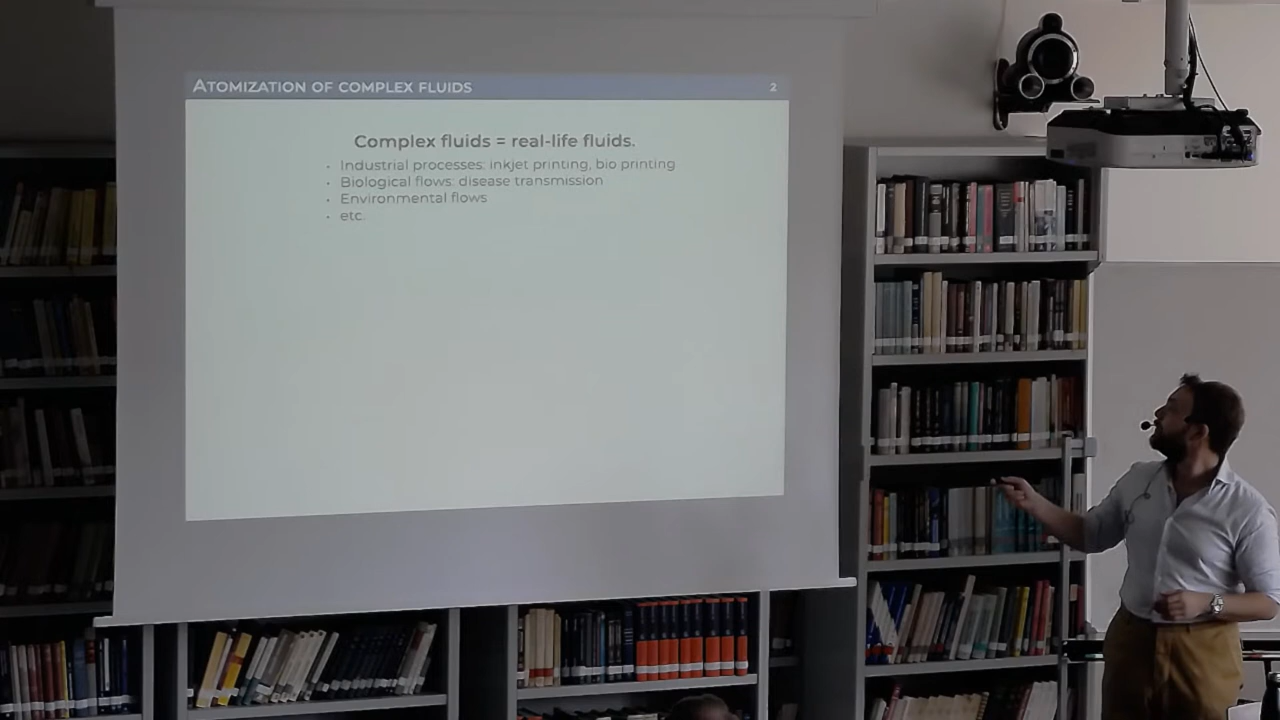 ATOMIZATION OF COMPLEX FLUIDS 2
Complex fluids = real-life fluids.
• Industrial processes: inkjet printing, bio printing
• Biological flows: disease transmission
• Environmental flows
• etc.